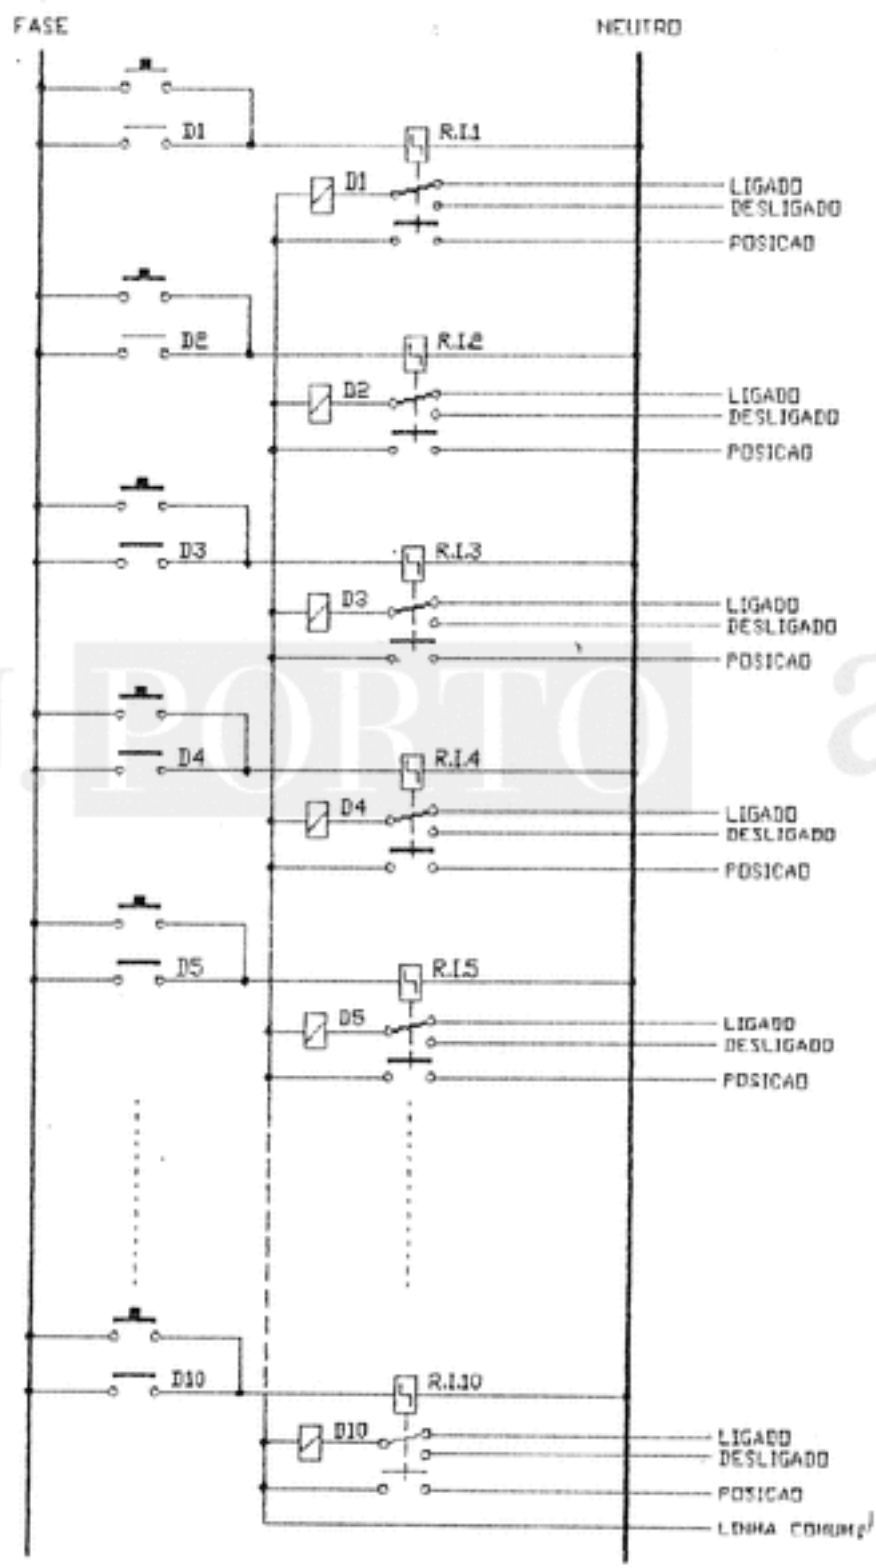 FASE NEUTRO
D1 R.I.1
D1 LIGADO
DESLIGADO
POSICAO
D2 R.I.2
D2 LIGADO
DESLIGADO
POSICAO
D3 R.I.3
D3 LIGADO
DESLIGADO
POSICAO
PORTO a
D4 R.I.4
D4 LIGADO
DESLIGADO
POSICAO
D5 R.I.5
D5 LIGADO
DESLIGADO
POSICAO
D10 R.I.10
D10 LIGADO
DESLIGADO
POSICAO
LINHA